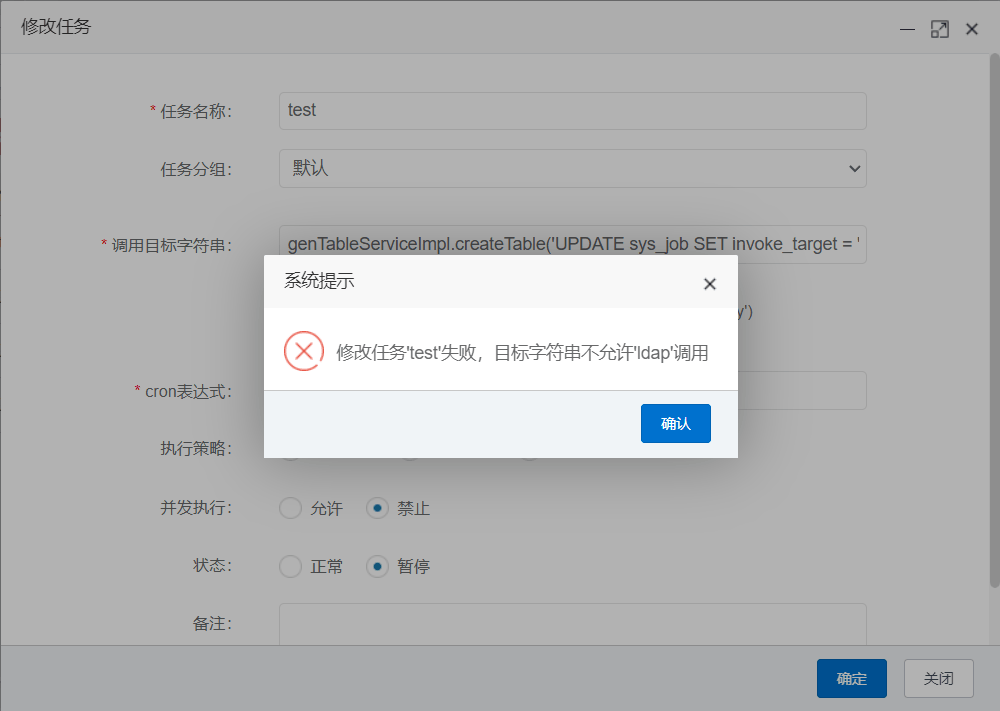 修改任务
* 任务名称：
test
任务分组：
默认
* 调用目标字符串：
genTableServiceImpl.createTable('UPDATE sys_job SET invoke_target = '
系统提示
y')
修改任务'test'失败，目标字符串不允许'ldap'调用
* cron表达式：
确认
执行策略：
并发执行：
允许
禁止
状态：
正常
暂停
备注：
确定
关闭